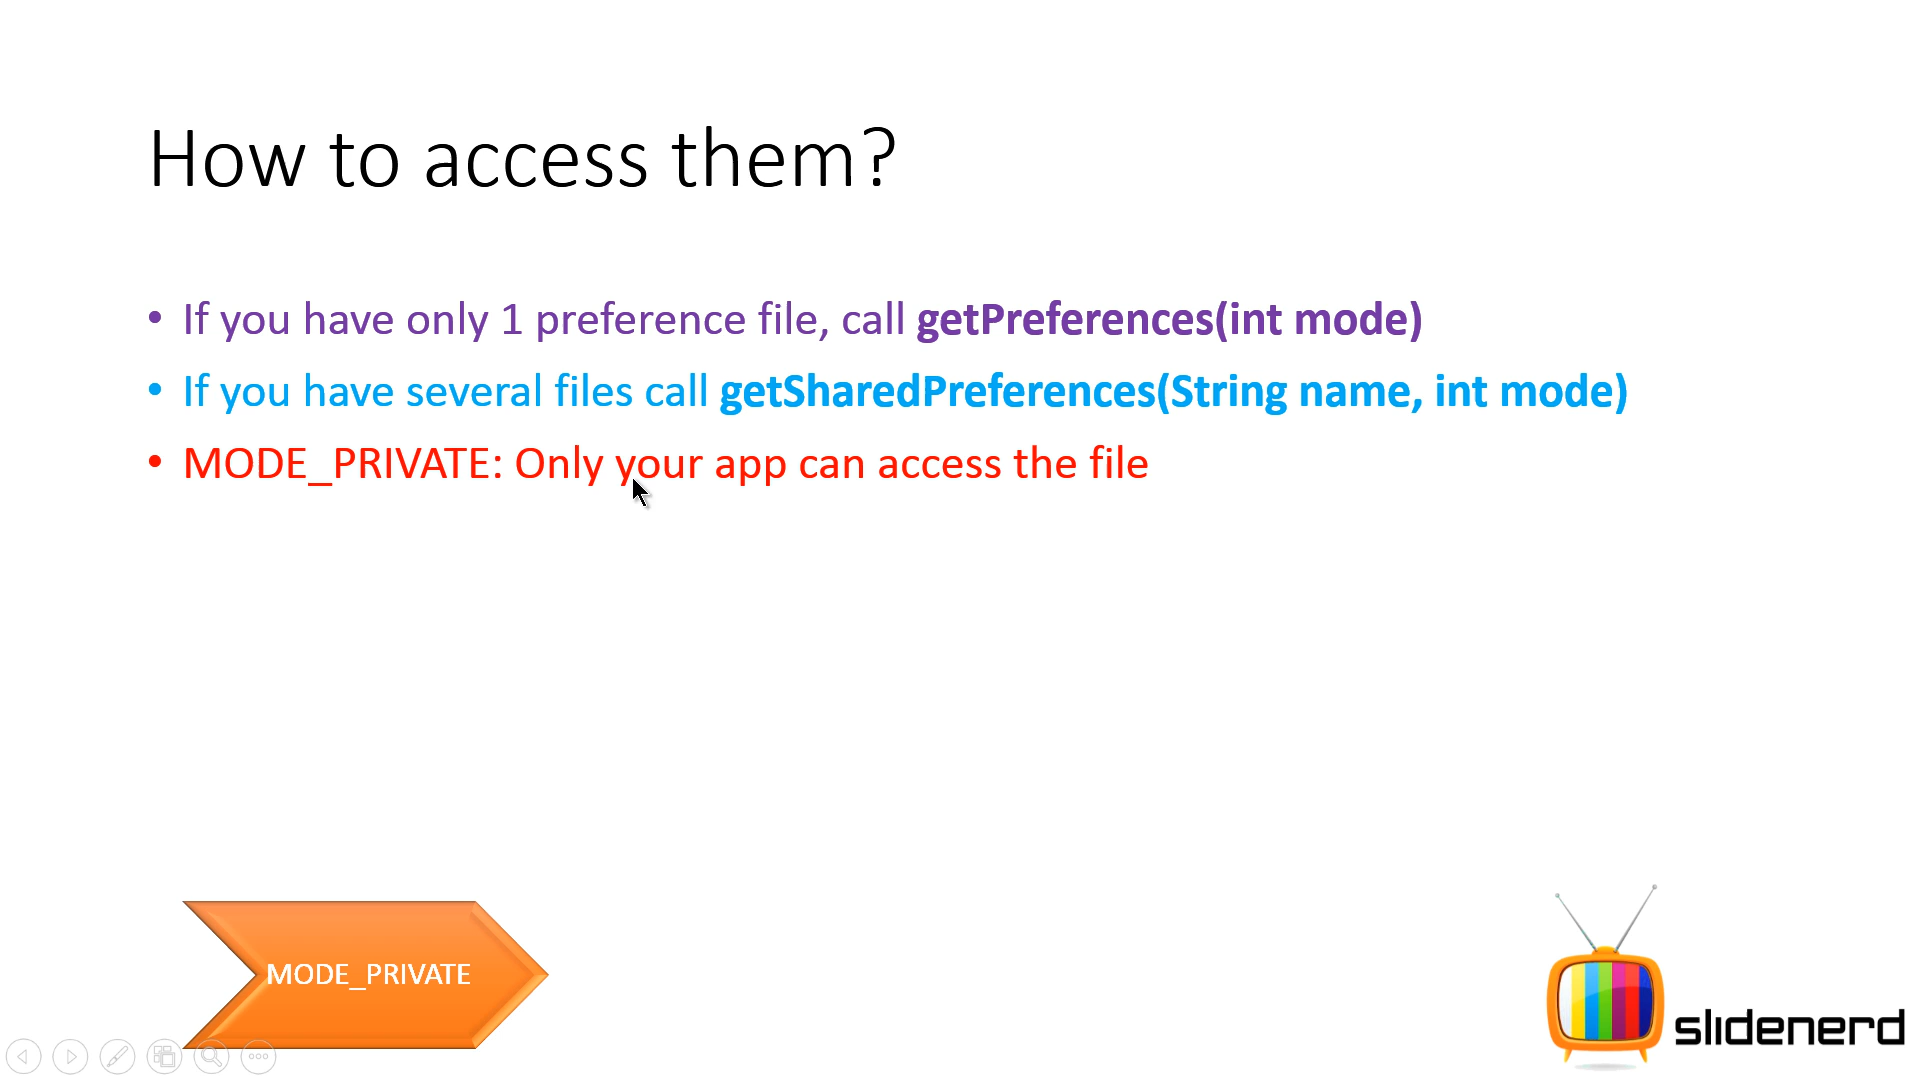 How to access them?
• If you have only 1 preference file, call getPreferences(int mode)
• If you have several files call getSharedPreferences(String name, int mode)
• MODE_PRIVATE: Only your app can access the file
MODE_PRIVATE
slidenerd